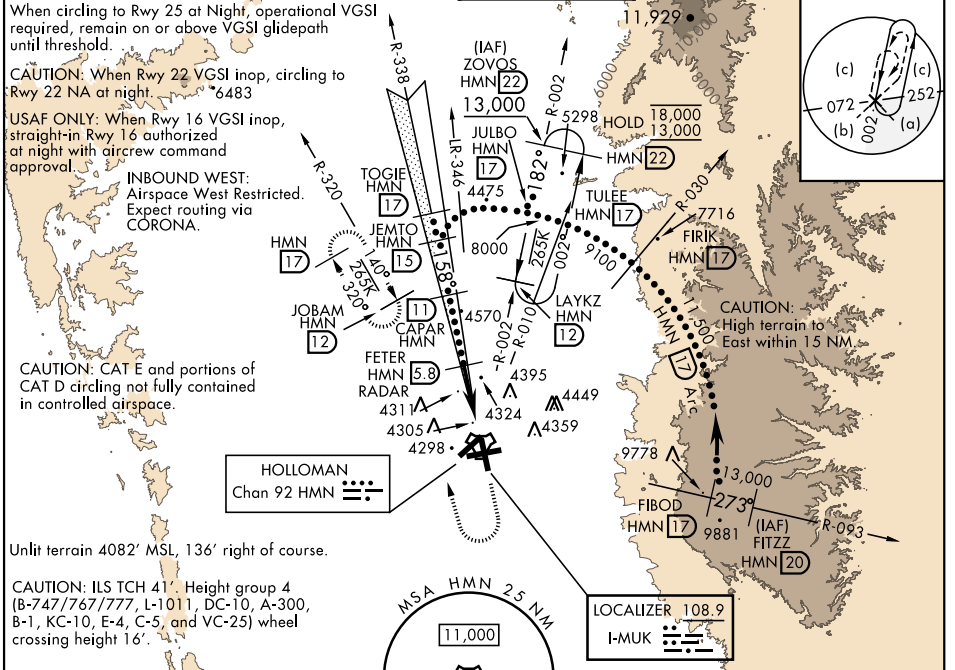 When circling to Rwy 25 at Night, operational VGSI
required, remain on or above VGSI glidepath
until threshold.
CAUTION: When Rwy 22 VGSI inop, circling to
Rwy 22 NA at night.
6483
USAF ONLY: When Rwy 16 VGSI inop,
straight-in Rwy 16 authorized
at night with aircrew command
approval.
INBOUND WEST:
Airspace West Restricted.
Expect routing via
CORONA.
R-338
(IAF)
ZOVOS
HMN 22
13,000
R-002
5298
HOLD 18,000
13,000
HMN 22
11,929
10,000
8000
6000
(c)
(c)
072
252
(b)
(a)
002
R-320
LR-346
JULBO
HMN
17
182°
TOGIE
HMN
17
4475
TULEE
HMN 17
R-030
7716
FIRIK
HMN 17
JEMTO
HMN
15
8000
265K
002°
9100
HMN
17
140°
265K
320°
158°
JOBAM
HMN
12
11
CAPAR
HMN
4570
R-002
R-010
LAYKZ
HMN
12
11,500
HMN 17 Arc
CAUTION:
High terrain to
East within 15 NM.
CAUTION: CAT E and portions of
CAT D circling not fully contained
in controlled airspace.
FETER
HMN 5.8
RADAR
4395
4311
4324
4449
4305
4359
4298
9778
13,000
HOLLOMAN
Chan 92 HMN
273°
FIBOD
HMN 17
9881
(IAF)
FITZZ
HMN 20
R-093
Unlit terrain 4082' MSL, 136' right of course.
CAUTION: ILS TCH 41'. Height group 4
(B-747/767/777, L-1011, DC-10, A-300,
B-1, KC-10, E-4, C-5, and VC-25) wheel
crossing height 16'.
MSA HMN 25 NM
11,000
LOCALIZER 108.9
I-MUK